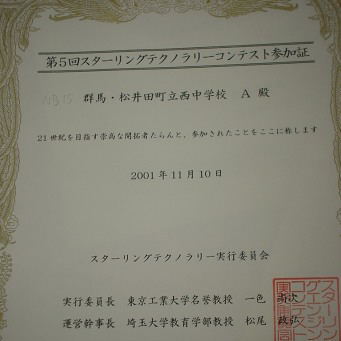 第5回スターリングテクノラリーコンテスト参加証
NB15 群馬・松井田町立西中学校 A 殿
21世紀を目指す崇高な開拓者たらんと、参加されたことをここに称します
2001年11月10日
スターリングテクノラリー実行委員会
実行委員長 東京工業大学名誉教授 一色 尚次
運営幹事長 埼玉大学教育学部教授 松尾 政弘